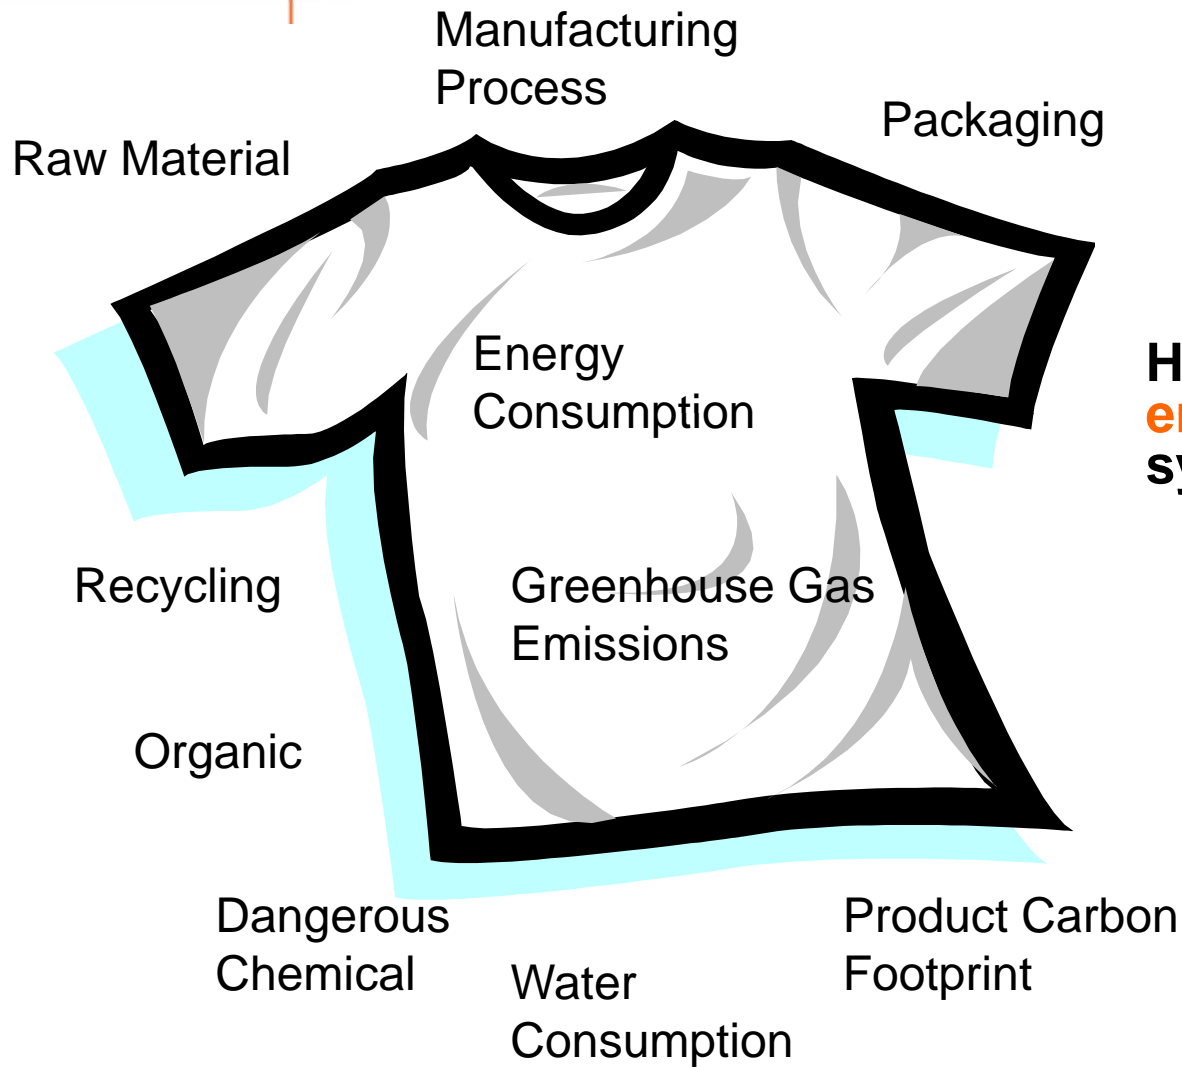 Manufacturing
Process
Packaging
Raw Material
Energy
Consumption
Recycling
Greenhouse Gas
Emissions
Organic
Dangerous
Chemical
Product Carbon
Footprint
Water
Consumption